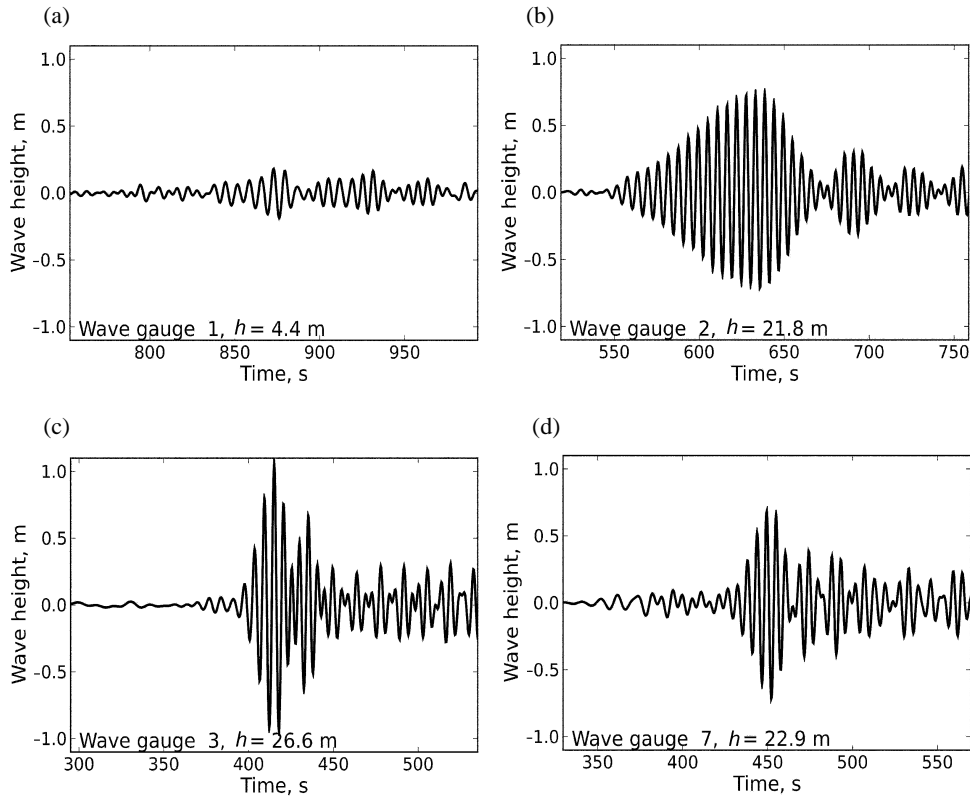 (a)
1.0
0.5
0.0
-0.5
-1.0
Wave height, m
Wave gauge 1, h = 4.4 m
800 850 900 950
Time, s
(b)
1.0
0.5
0.0
-0.5
-1.0
Wave height, m
Wave gauge 2, h = 21.8 m
550 600 650 700 750
Time, s
(c)
1.0
0.5
0.0
-0.5
-1.0
Wave height, m
Wave gauge 3, h = 26.6 m
300 350 400 450 500
Time, s
(d)
1.0
0.5
0.0
-0.5
-1.0
Wave height, m
Wave gauge 7, h = 22.9 m
350 400 450 500 550
Time, s